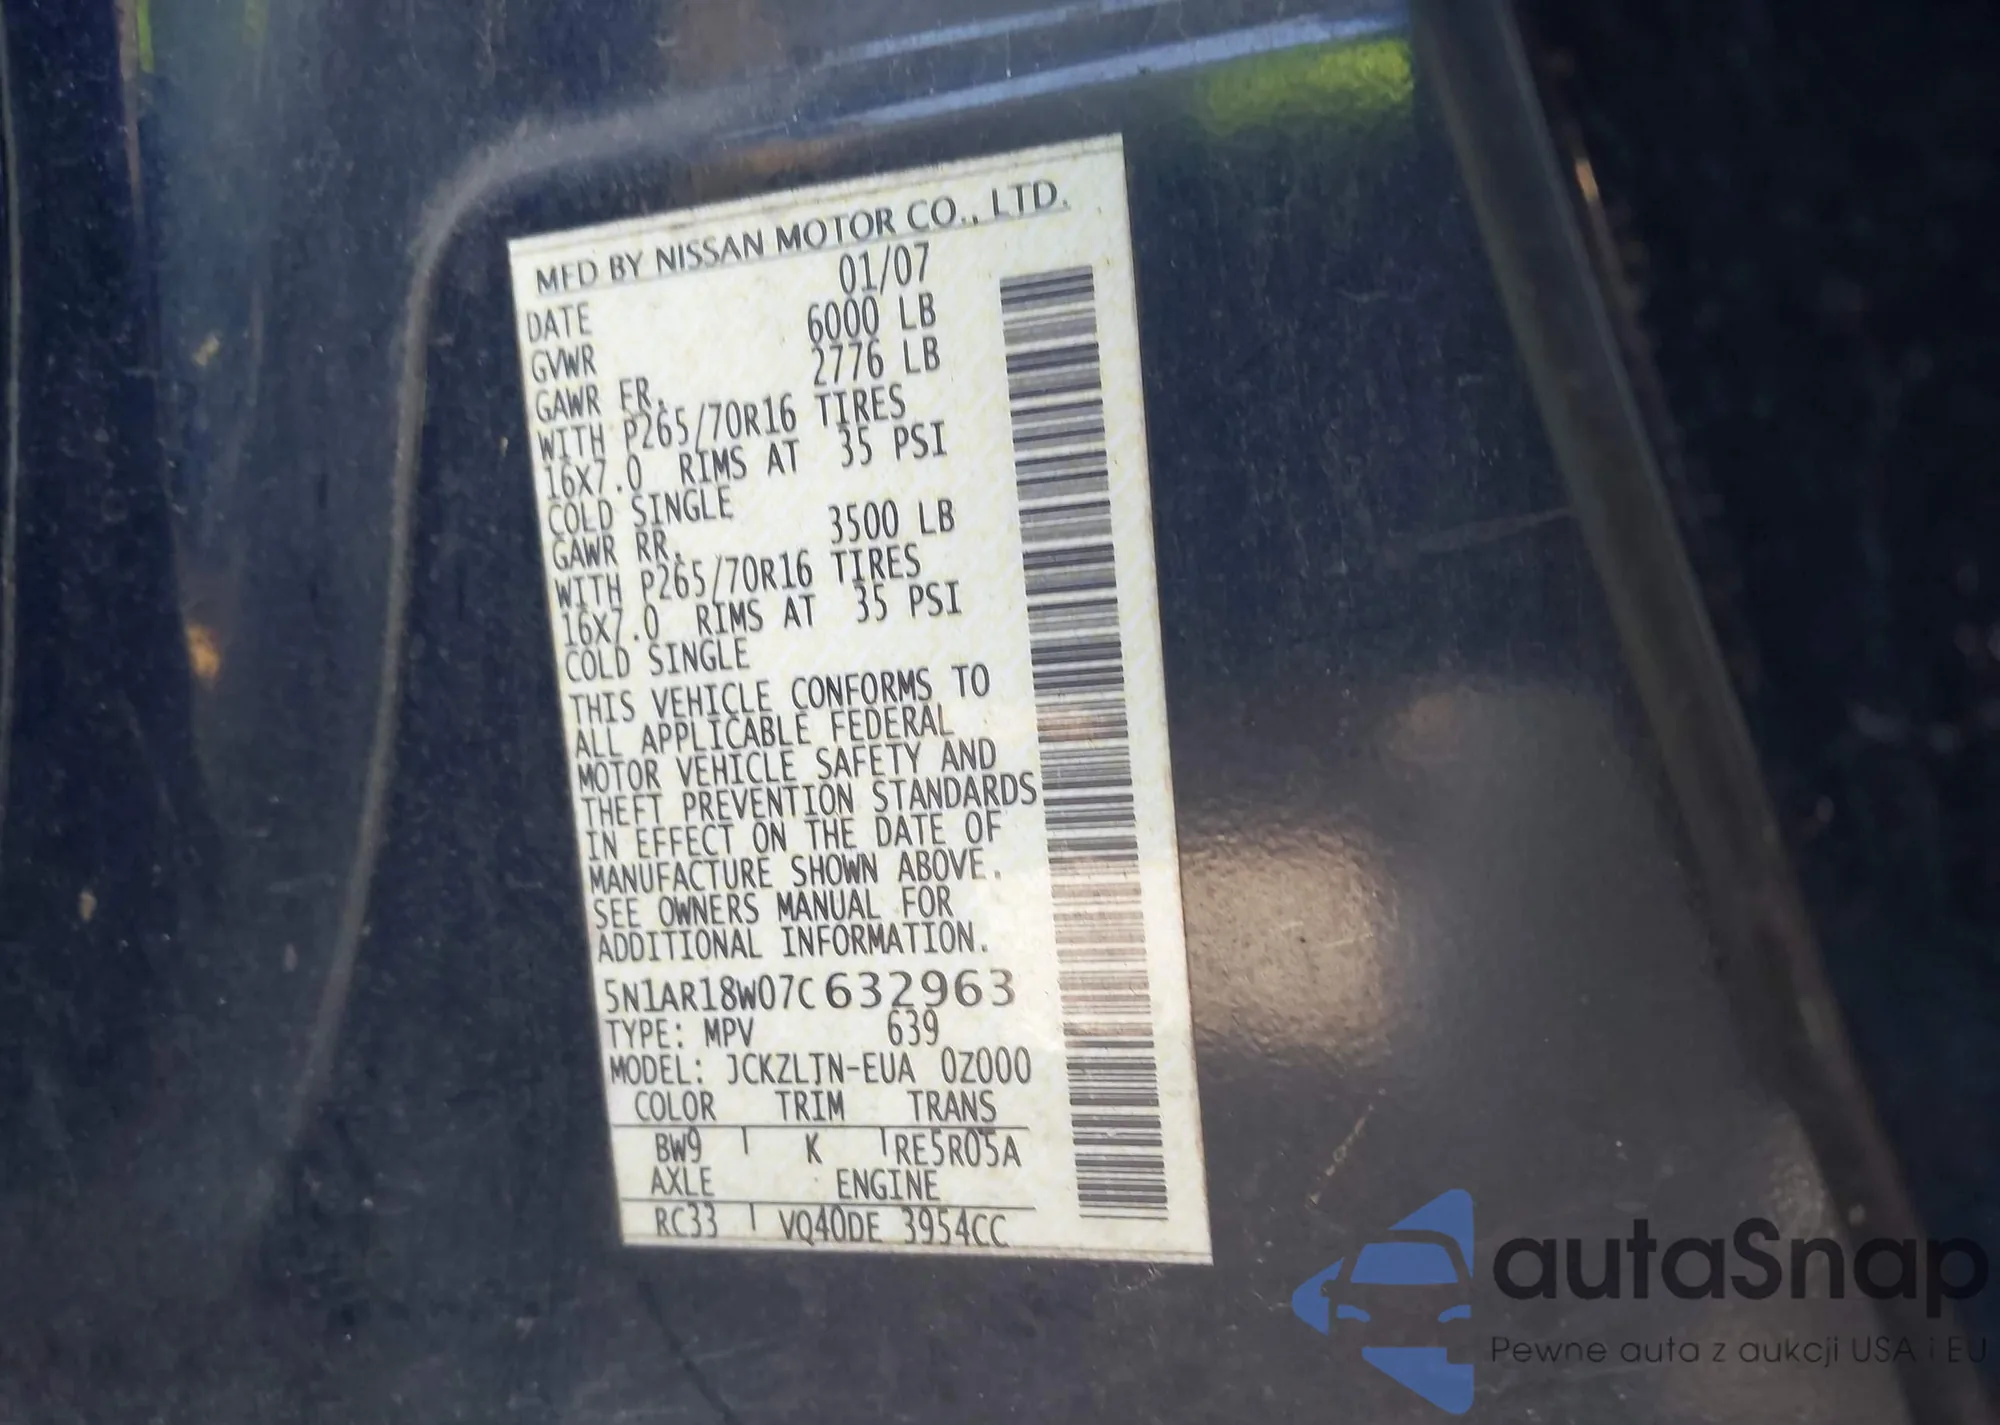 MFD BY NISSAN MOTOR CO., LTD.
DATE 01/07
GVWR 6000 LB
GAWR FR. 2776 LB
WITH P265/70R16 TIRES
16X7.0 RIMS AT 35 PSI
COLD SINGLE
GAWR RR. 3500 LB
WITH P265/70R16 TIRES
16X7.0 RIMS AT 35 PSI
COLD SINGLE
THIS VEHICLE CONFORMS TO
ALL APPLICABLE FEDERAL
MOTOR VEHICLE SAFETY AND
THEFT PREVENTION STANDARDS
IN EFFECT ON THE DATE OF
MANUFACTURE SHOWN ABOVE.
SEE OWNERS MANUAL FOR
ADDITIONAL INFORMATION.
5N1AR18W07C632963
TYPE: MPV 639
MODEL: JCKZLJN-EUA 0Z000
COLOR TRIM TRANS
BW9 K RE5R05A
AXLE ENGINE
RC33 VQ40DE 3954CC
autaSnap
Pewne auta z aukcji USA i EU